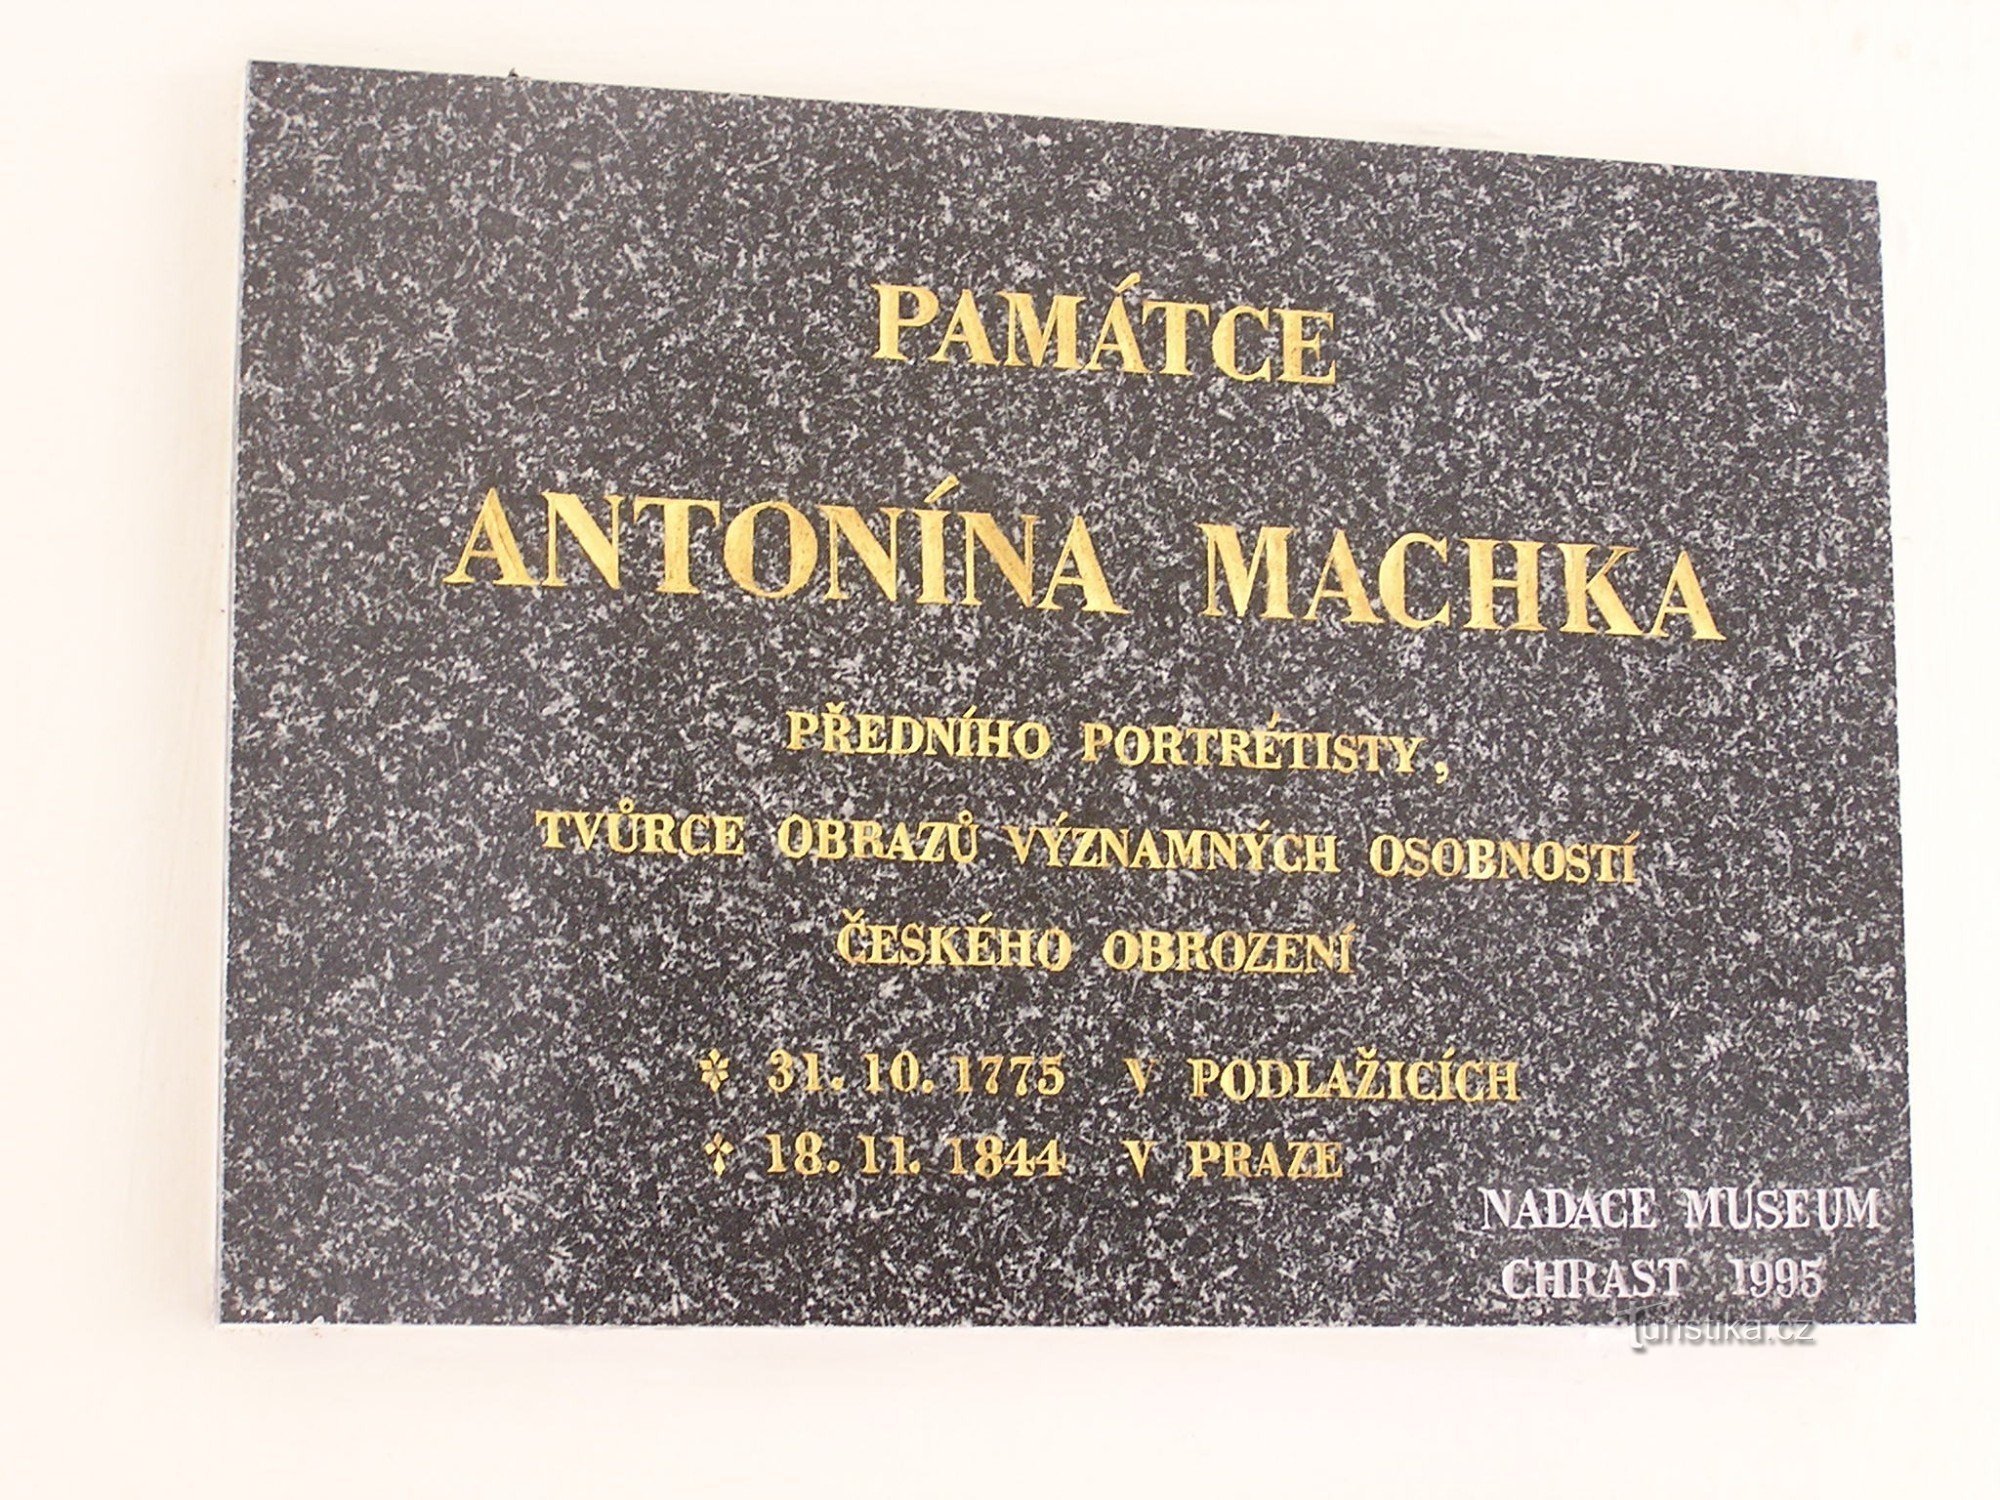 PAMÁTCE
ANTONÍNA MACHKA
PŘEDNÍHO PORTRÉTISTY,
TVŮRCE OBRAZŮ VÝZNAMNÝCH OSOBNOSTÍ
ČESKÉHO OBROZENÍ
* 31. 10. 1775 V PODLAŽICÍCH
✝ 18. 11. 1844 V PRAZE
NADACE MUSEUM
CHRAST 1995
Turistika.cz